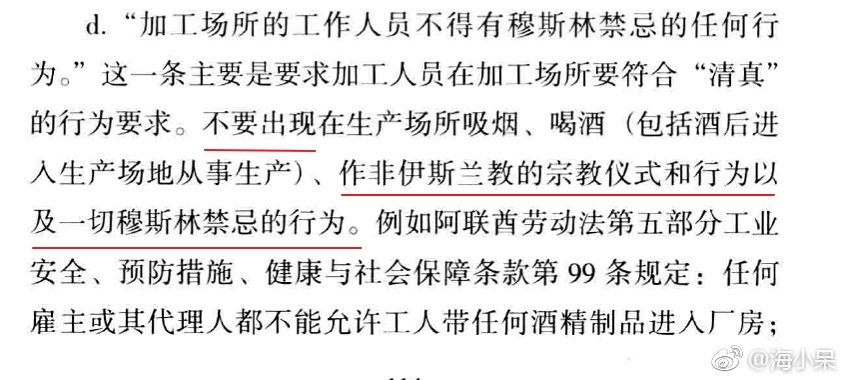 d. “加工场所的工作人员不得有穆斯林禁忌的任何行
为。”这一条主要是要求加工人员在加工场所要符合“清真”
的行为要求。不要出现在生产场所吸烟、喝酒（包括酒后进
入生产场地从事生产）、作非伊斯兰教的宗教仪式和行为以
及一切穆斯林禁忌的行为。例如阿联酋劳动法第五部分工业
安全、预防措施、健康与社会保障条款第 99 条规定：任何
雇主或其代理人都不能允许工人带任何酒精制品进入厂房；
@海小呆